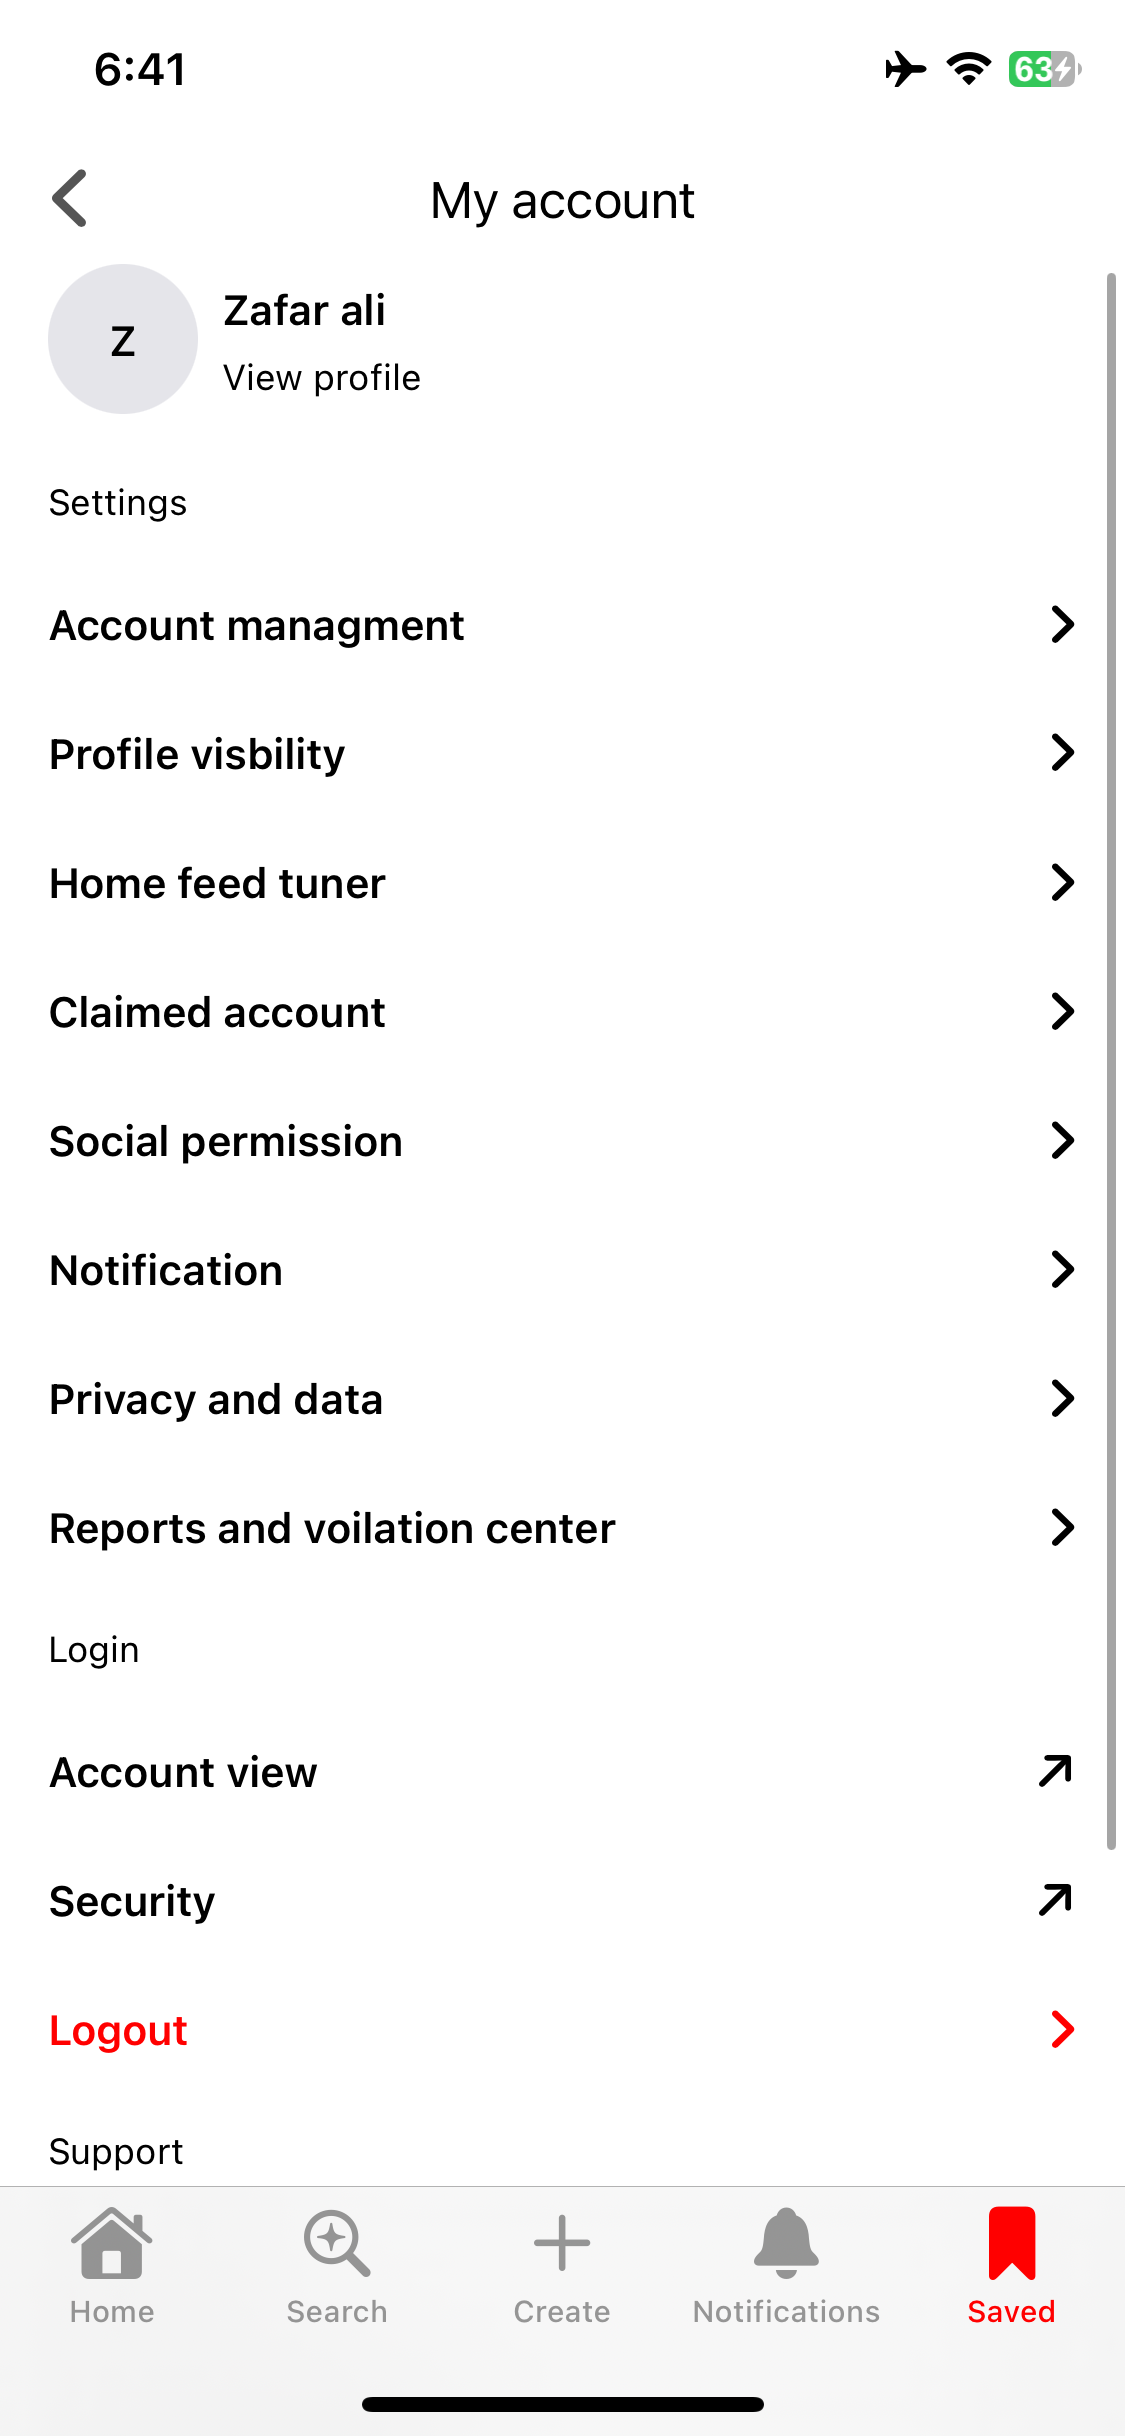 6:41
63
My account
Z
Zafar ali
View profile
Settings
Account managment
Profile visbility
Home feed tuner
Claimed account
Social permission
Notification
Privacy and data
Reports and voilation center
Login
Account view
Security
Logout
Support
Home
Search
Create
Notifications
Saved